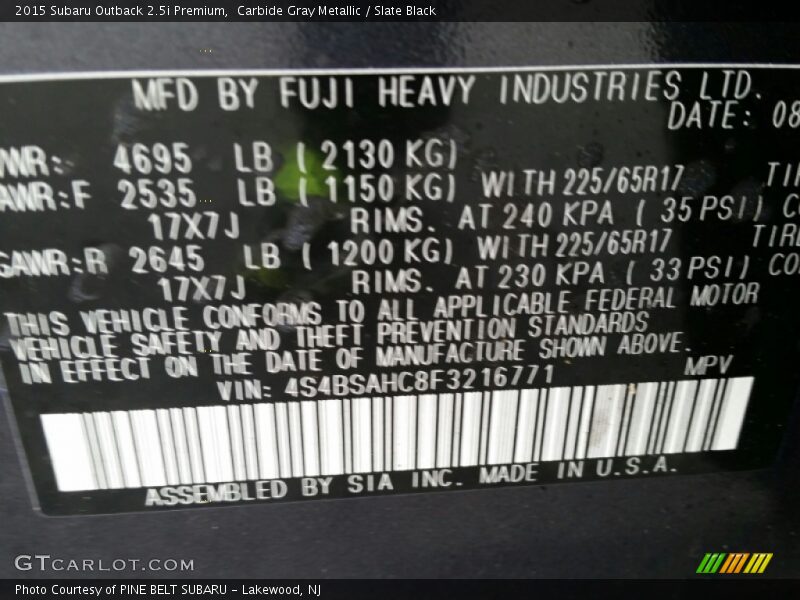 2015 Subaru Outback 2.5i Premium, Carbide Gray Metallic / Slate Black
MFD BY FUJI HEAVY INDUSTRIES LTD.
DATE: 08
WR: 4695 LB ( 2130 KG)
AWR:F 2535 LB ( 1150 KG) WITH 225/65R17 TIR
17X7J RIMS. AT 240 KPA ( 35 PSI) C
GAWR:R 2645 LB ( 1200 KG) WITH 225/65R17 TIRE
17X7J RIMS. AT 230 KPA ( 33 PSI) CO
THIS VEHICLE CONFORMS TO ALL APPLICABLE FEDERAL MOTOR
VEHICLE SAFETY AND THEFT PREVENTION STANDARDS
IN EFFECT ON THE DATE OF MANUFACTURE SHOWN ABOVE.
VIN: 4S4BSAHC8F3216771 MPV
ASSEMBLED BY SIA INC. MADE IN U.S.A.
GTCARLOT.COM
Photo Courtesy of PINE BELT SUBARU - Lakewood, NJ